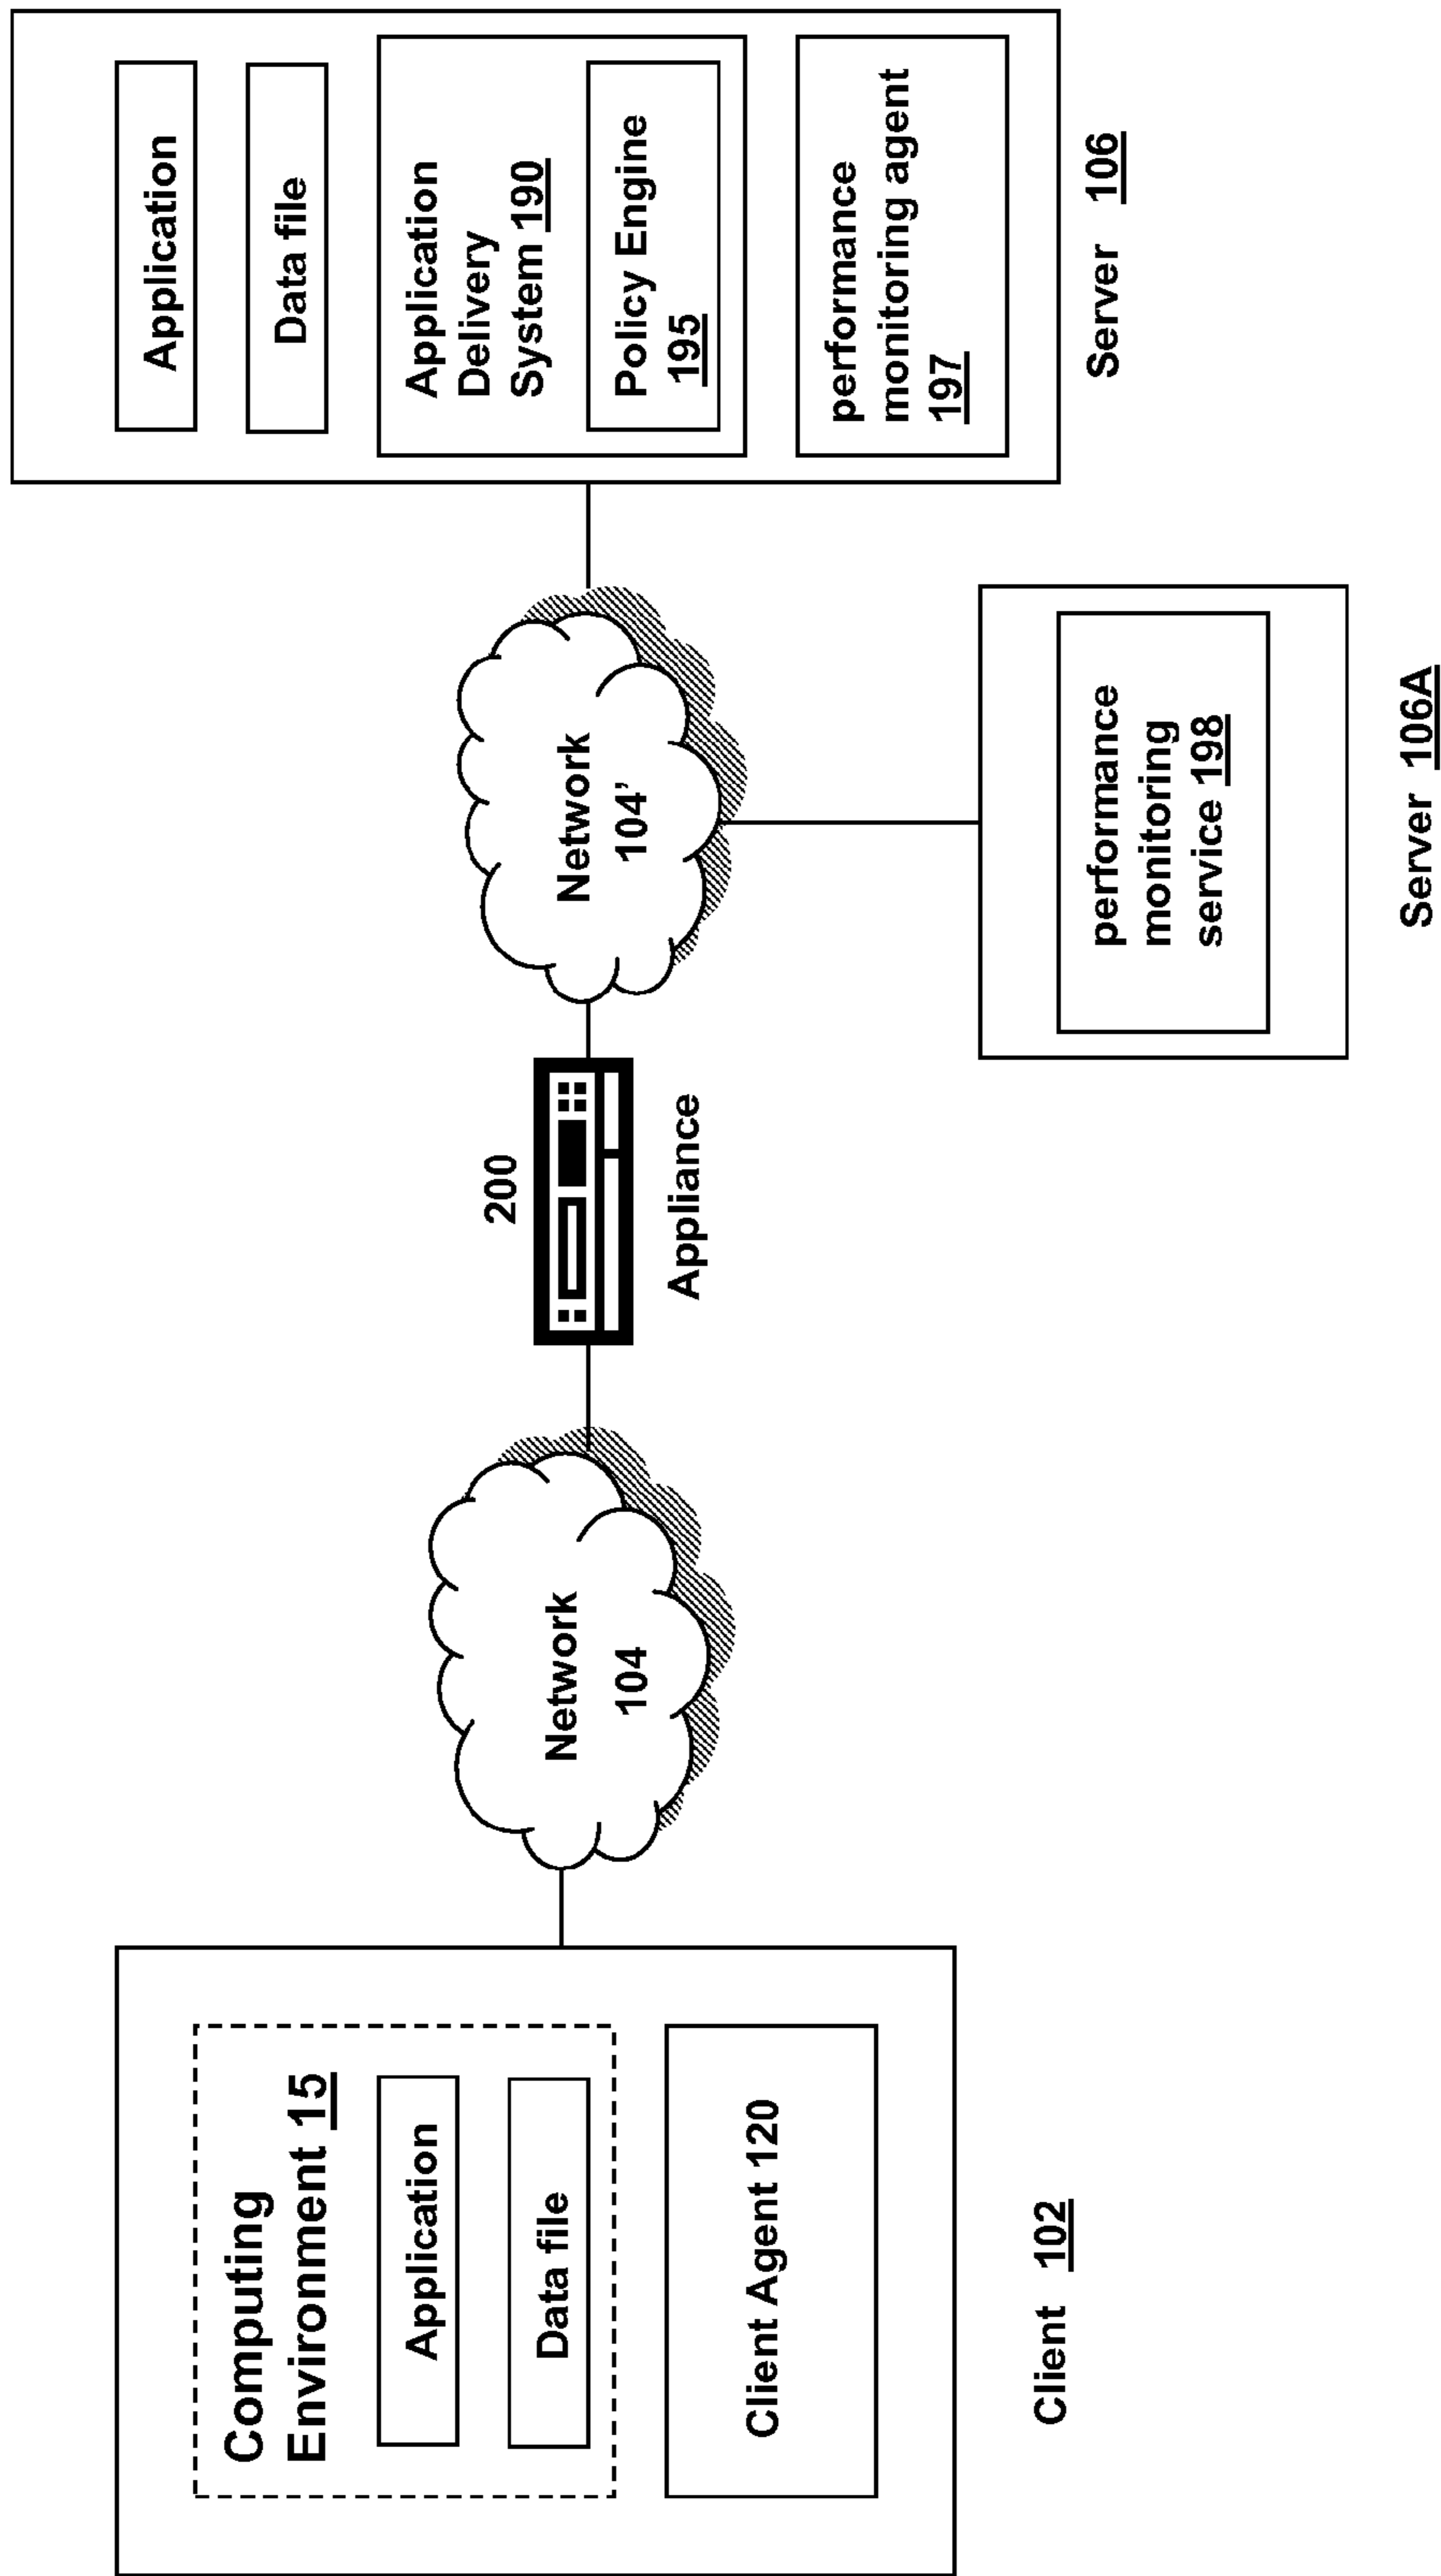 Computing
Environment 15
Application
Data file
Client Agent 120
Client 102
Network
104
200
Appliance
Network
104’
performance
monitoring
service 198
Server 106A
Application
Data file
Application
Delivery
System 190
Policy Engine
195
performance
monitoring agent
197
Server 106